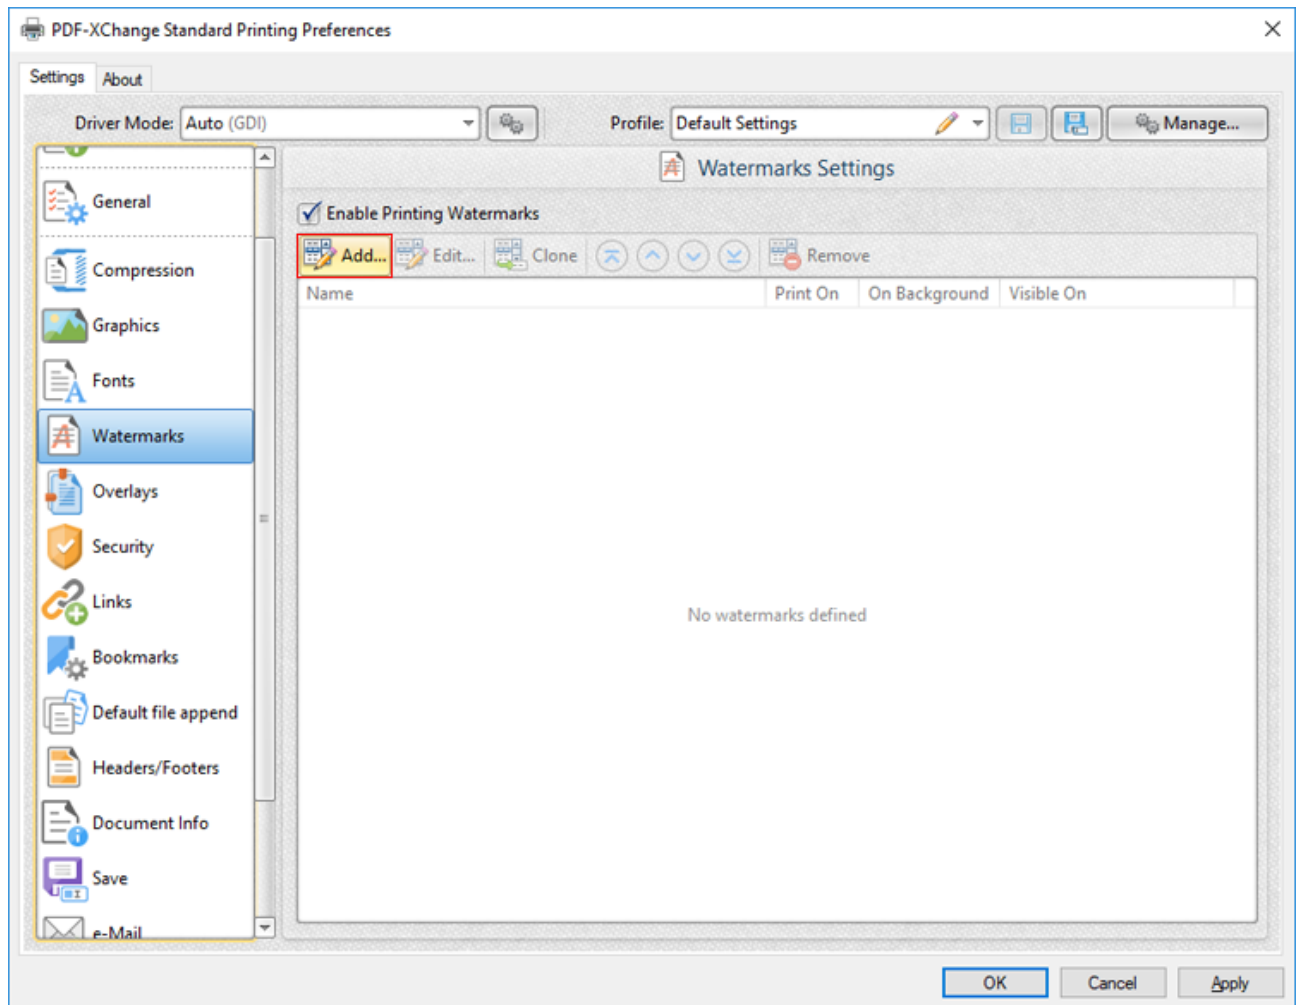 PDF-XChange Standard Printing Preferences
Settings About
Driver Mode: Auto (GDI) Profile: Default Settings Manage...
Watermarks Settings
General
Enable Printing Watermarks
Add... Edit... Clone Remove
Compression
Name Print On On Background Visible On
Graphics
Fonts
Watermarks
Overlays
Security
Links
No watermarks defined
Bookmarks
Default file append
Headers/Footers
Document Info
Save
e-Mail
OK Cancel Apply